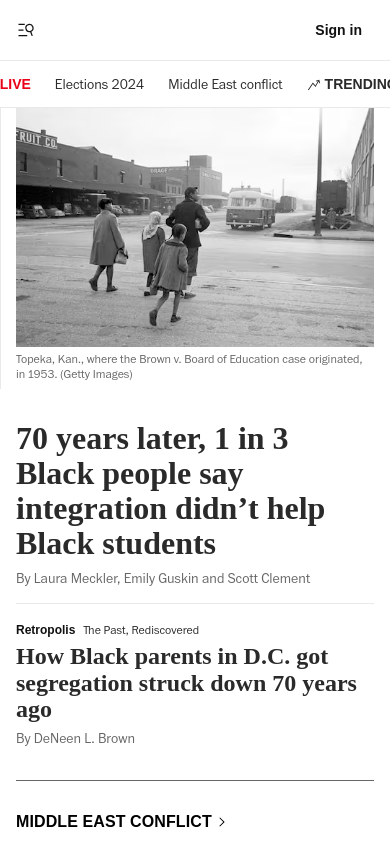 Sign in
LIVE Elections 2024 Middle East conflict TRENDING
FRUIT CO.
Topeka, Kan., where the Brown v. Board of Education case originated,
in 1953. (Getty Images)
70 years later, 1 in 3
Black people say
integration didn’t help
Black students
By Laura Meckler, Emily Guskin and Scott Clement
Retropolis The Past, Rediscovered
How Black parents in D.C. got
segregation struck down 70 years
ago
By DeNeen L. Brown
MIDDLE EAST CONFLICT